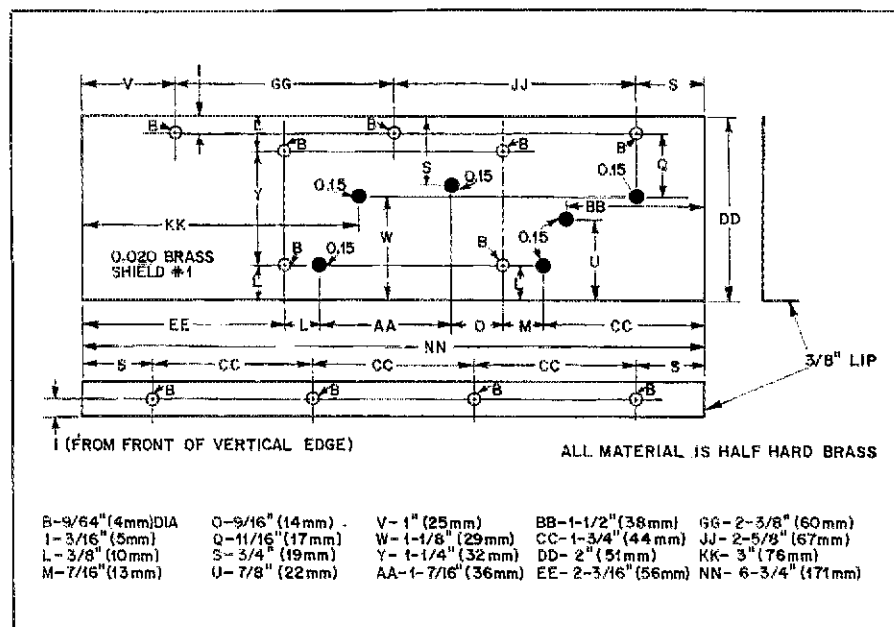 V GG JJ S
I
B B B
L B B
S Q
0.15 0.15 0.15
Y BB
KK W DD
0.15
0.020 BRASS B B U
SHIELD #1 0.15 0.15
L L
EE L AA O M CC
NN
S CC CC CC S
3/8" LIP
B B B B
I (FROM FRONT OF VERTICAL EDGE)
ALL MATERIAL IS HALF HARD BRASS
B-9/64" (4mm)DIA O-9/16" (14mm) V-1" (25mm) BB-1-1/2" (38mm) GG-2-3/8" (60mm)
I-3/16" (5mm) Q-11/16" (17mm) W-1-1/8" (29mm) CC-1-3/4" (44mm) JJ-2-5/8" (67mm)
L-3/8" (10mm) S-3/4" (19mm) Y-1-1/4" (32mm) DD-2" (51mm) KK-3" (76mm)
M-7/16" (13mm) U-7/8" (22mm) AA-1-7/16" (36mm) EE-2-3/16" (56mm) NN-6-3/4" (171mm)